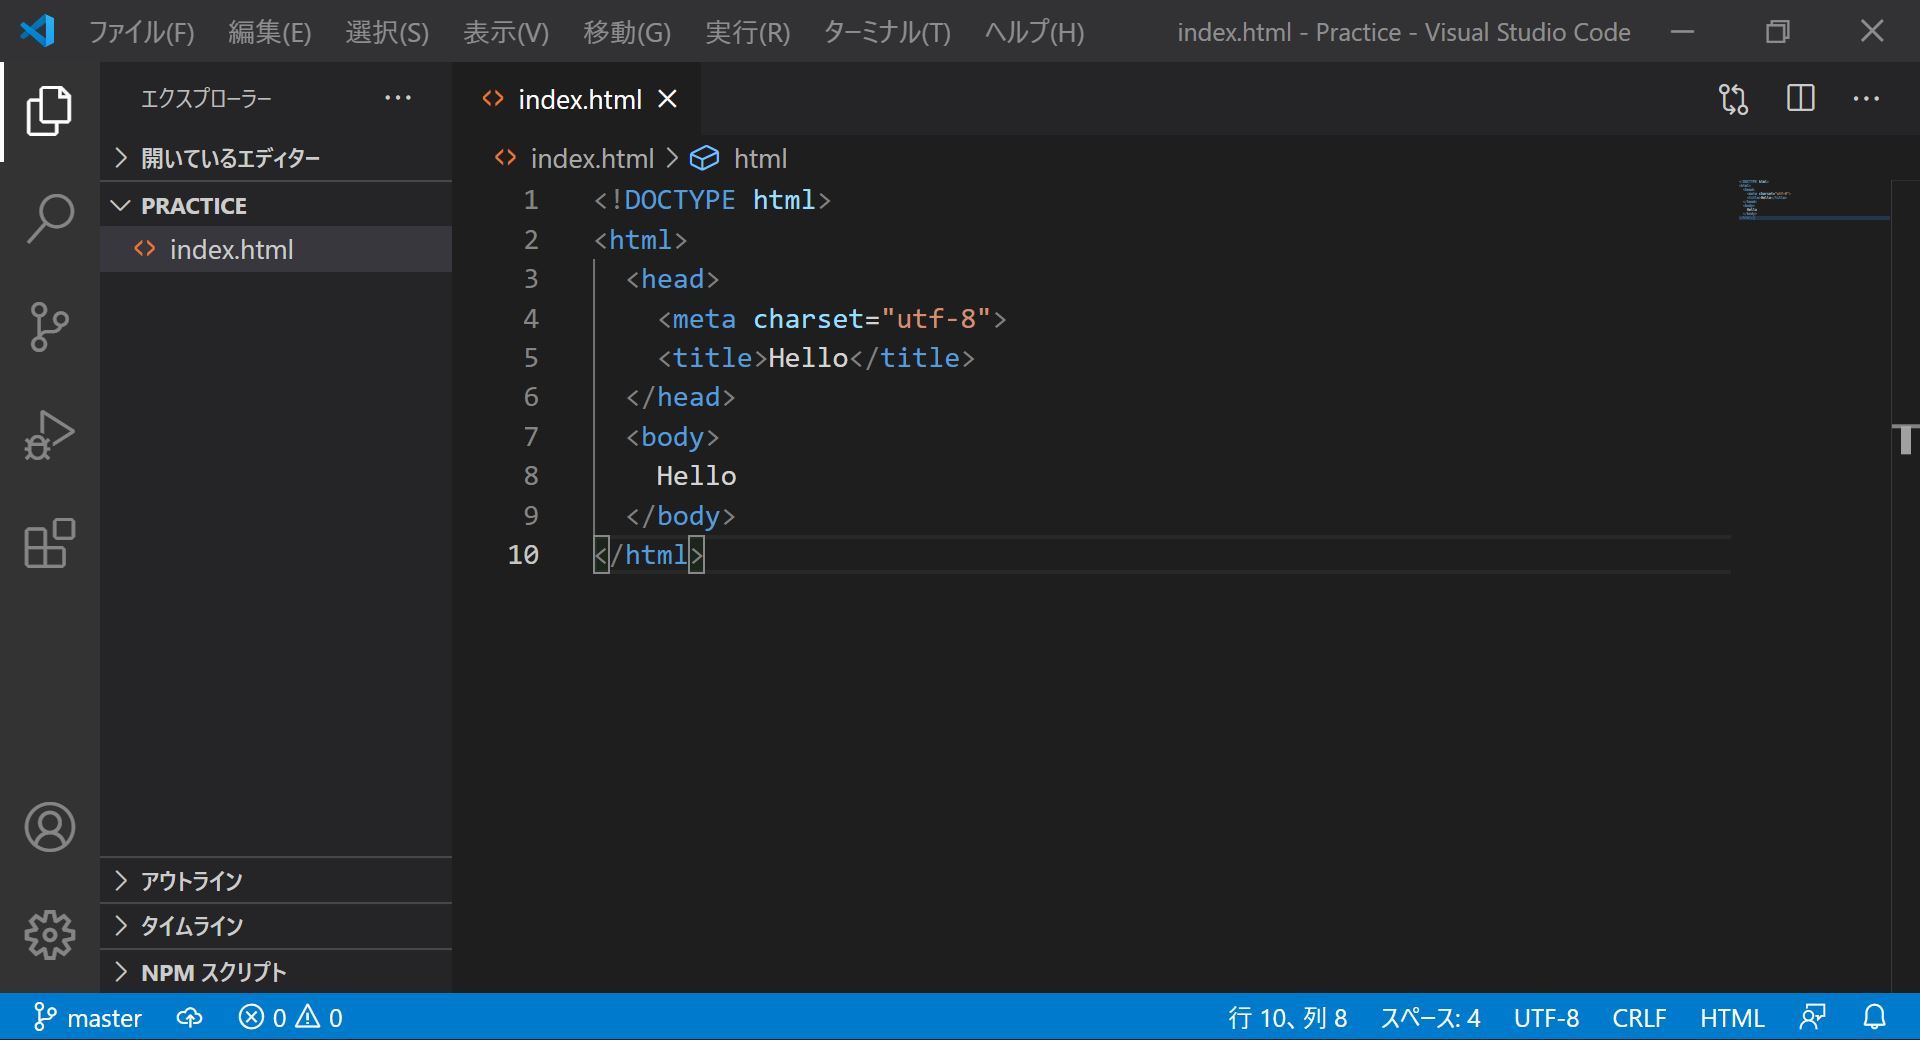 ファイル(F) 編集(E) 選択(S) 表示(V) 移動(G) 実行(R) ターミナル(T) ヘルプ(H) index.html - Practice - Visual Studio Code
エクスプローラー
開いているエディター
PRACTICE
index.html
アウトライン
タイムライン
NPM スクリプト
index.html
index.html > html
1 <!DOCTYPE html>
2 <html>
3 <head>
4 <meta charset="utf-8">
5 <title>Hello</title>
6 </head>
7 <body>
8 Hello
9 </body>
10 </html>
master 0 0 行 10、列 8 スペース: 4 UTF-8 CRLF HTML